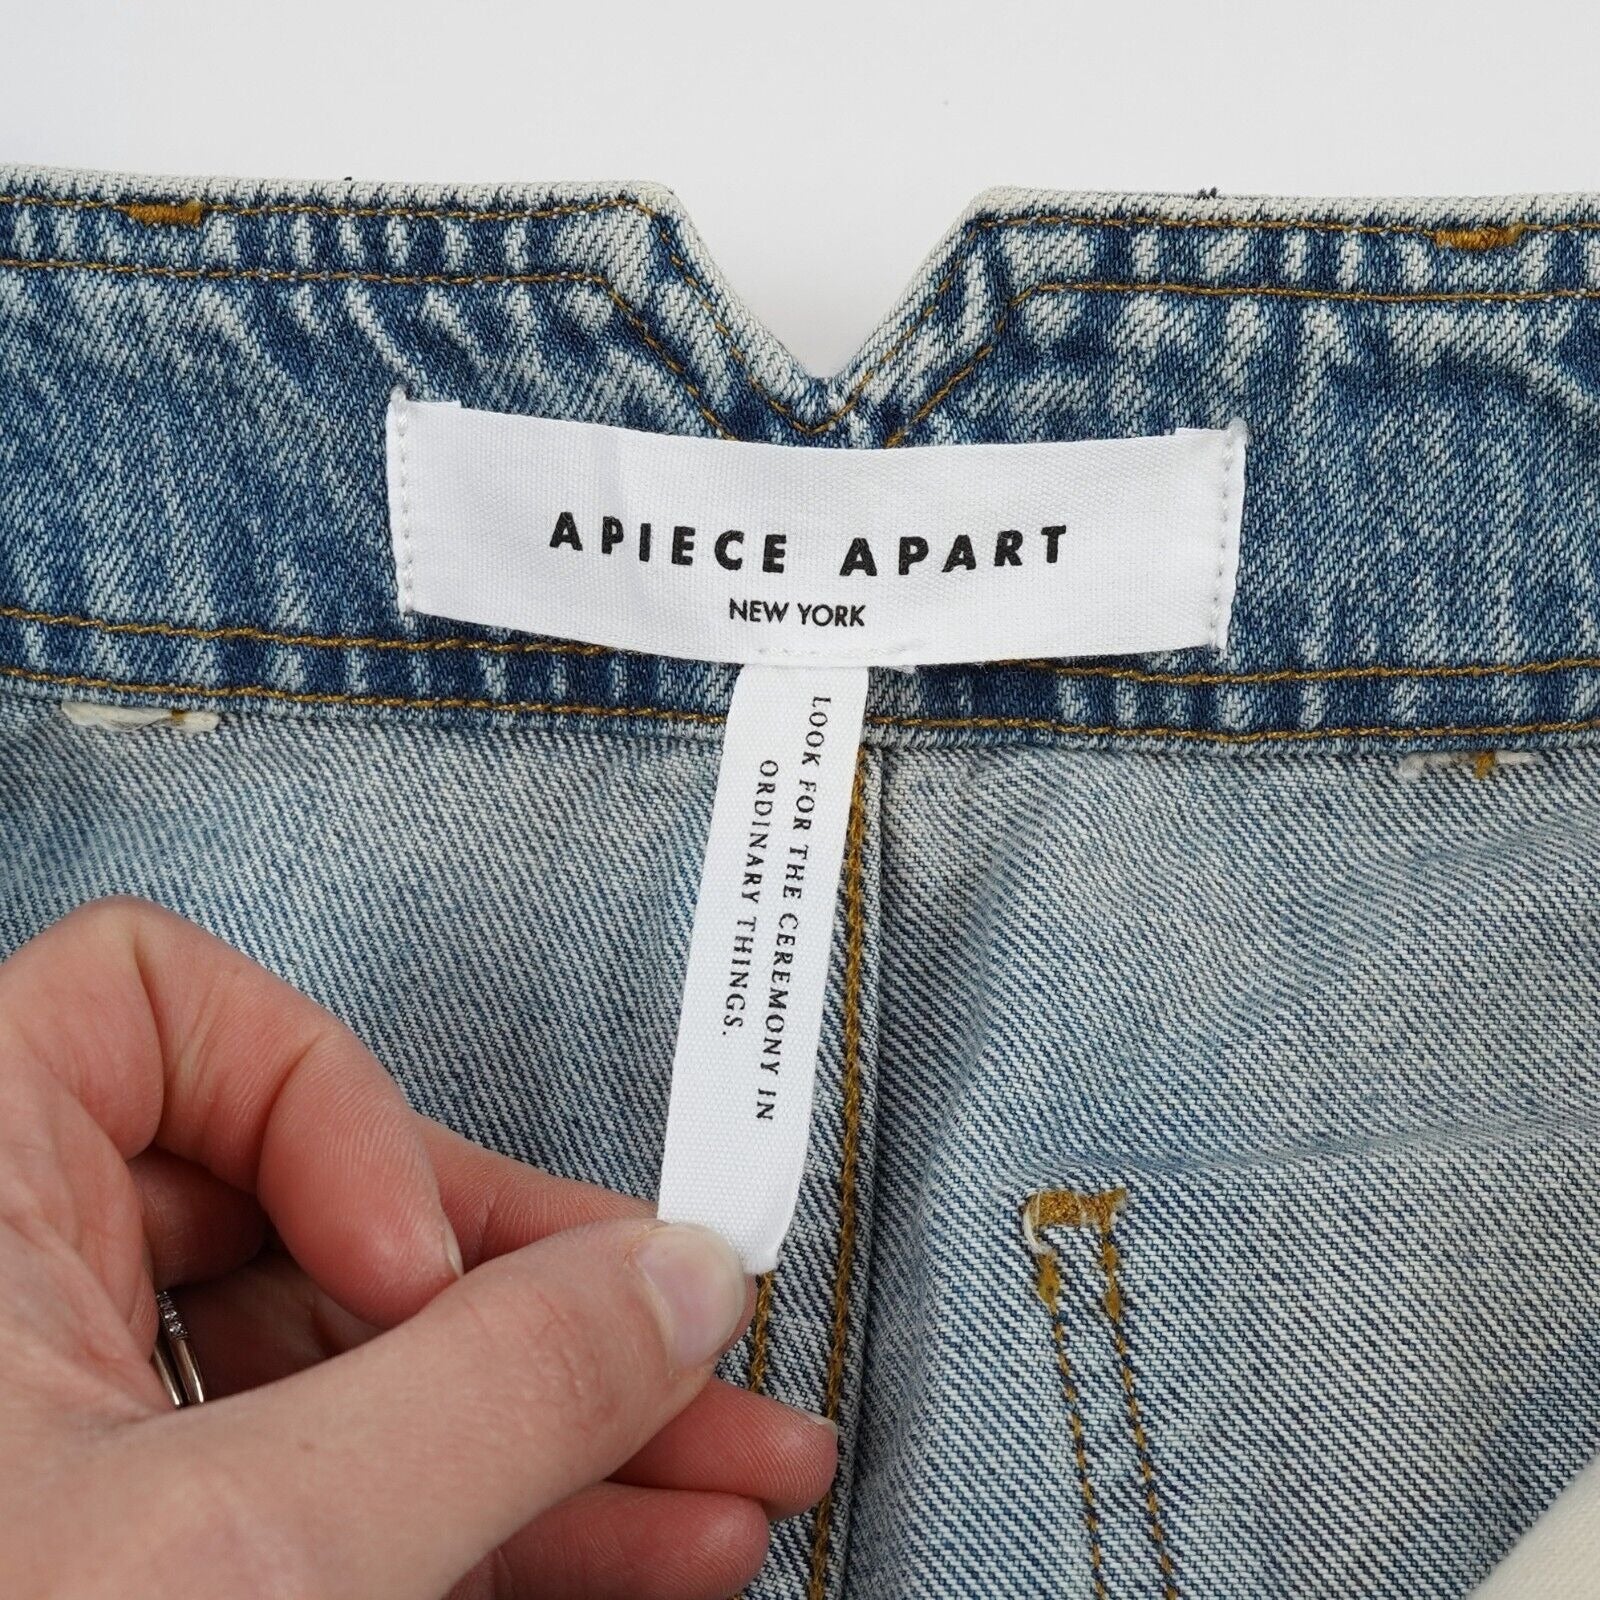 APIECE APART
NEW YORK
LOOK FOR THE CEREMONY IN
ORDINARY THINGS.